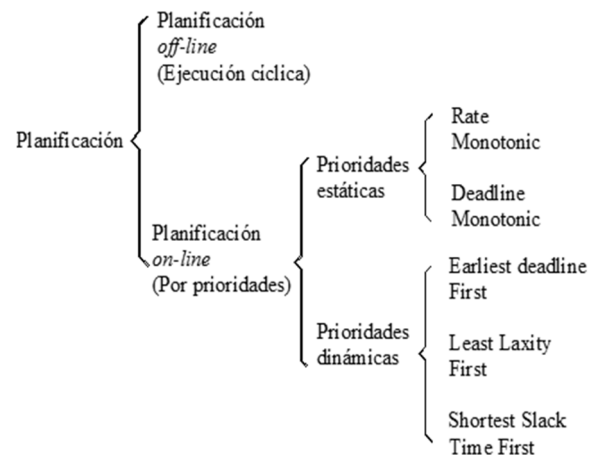 Planificación
off-line
(Ejecución cíclica)
Planificación
Planificación
on-line
(Por prioridades)
Prioridades
estáticas
Rate
Monotonic
Deadline
Monotonic
Prioridades
dinámicas
Earliest deadline
First
Least Laxity
First
Shortest Slack
Time First